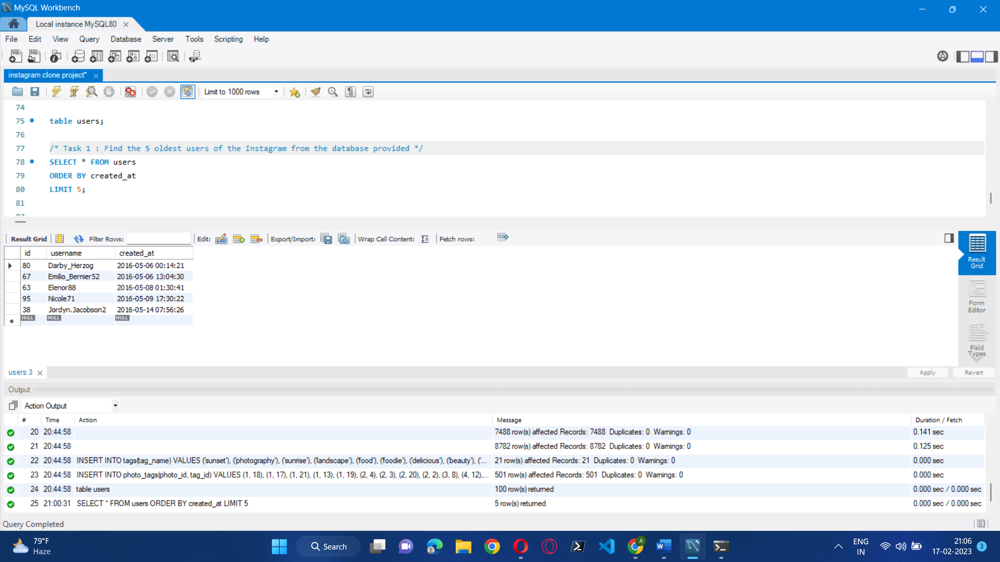 MySQL Workbench
Local instance MySQL80
File Edit View Query Database Server Tools Scripting Help
instagram clone project*
Limit to 1000 rows
74
75 table users;
76
77 /* Task 1 : Find the 5 oldest users of the Instagram from the database provided */
78 SELECT * FROM users
79 ORDER BY created_at
80 LIMIT 5;
81
Result Grid Filter Rows: Edit: Export/Import: Wrap Cell Content: Fetch rows:
id username created_at
80 Darby_Herzog 2016-05-06 00:14:21
67 Emilio_Bernier52 2016-05-06 13:04:30
63 Elenor88 2016-05-08 01:30:41
95 Nicole71 2016-05-09 17:30:22
38 Jordyn.Jacobson2 2016-05-14 07:56:26
NULL NULL NULL
Result
Grid
Form
Editor
Field
Types
users 3
Apply Revert
Output
Action Output
# Time Action Message Duration / Fetch
20 20:44:58 7488 row(s) affected Records: 7488 Duplicates: 0 Warnings: 0 0.141 sec
21 20:44:58 8782 row(s) affected Records: 8782 Duplicates: 0 Warnings: 0 0.125 sec
22 20:44:58 INSERT INTO tags(tag_name) VALUES ('sunset'), ('photography'), ('sunrise'), ('landscape'), ('food'), ('foodie'), ('delicious'), ('beauty'), ('... 21 row(s) affected Records: 21 Duplicates: 0 Warnings: 0 0.000 sec
23 20:44:58 INSERT INTO photo_tags(photo_id, tag_id) VALUES (1, 18), (1, 17), (1, 21), (1, 13), (1, 19), (2, 4), (2, 3), (2, 20), (2, 2), (3, 8), (4, 12),... 501 row(s) affected Records: 501 Duplicates: 0 Warnings: 0 0.000 sec
24 20:44:58 table users 100 row(s) returned 0.000 sec / 0.000 sec
25 21:00:31 SELECT * FROM users ORDER BY created_at LIMIT 5 5 row(s) returned 0.000 sec / 0.000 sec
Query Completed
79°F
Haze
Search
ENG
IN
21:06
17-02-2023
3